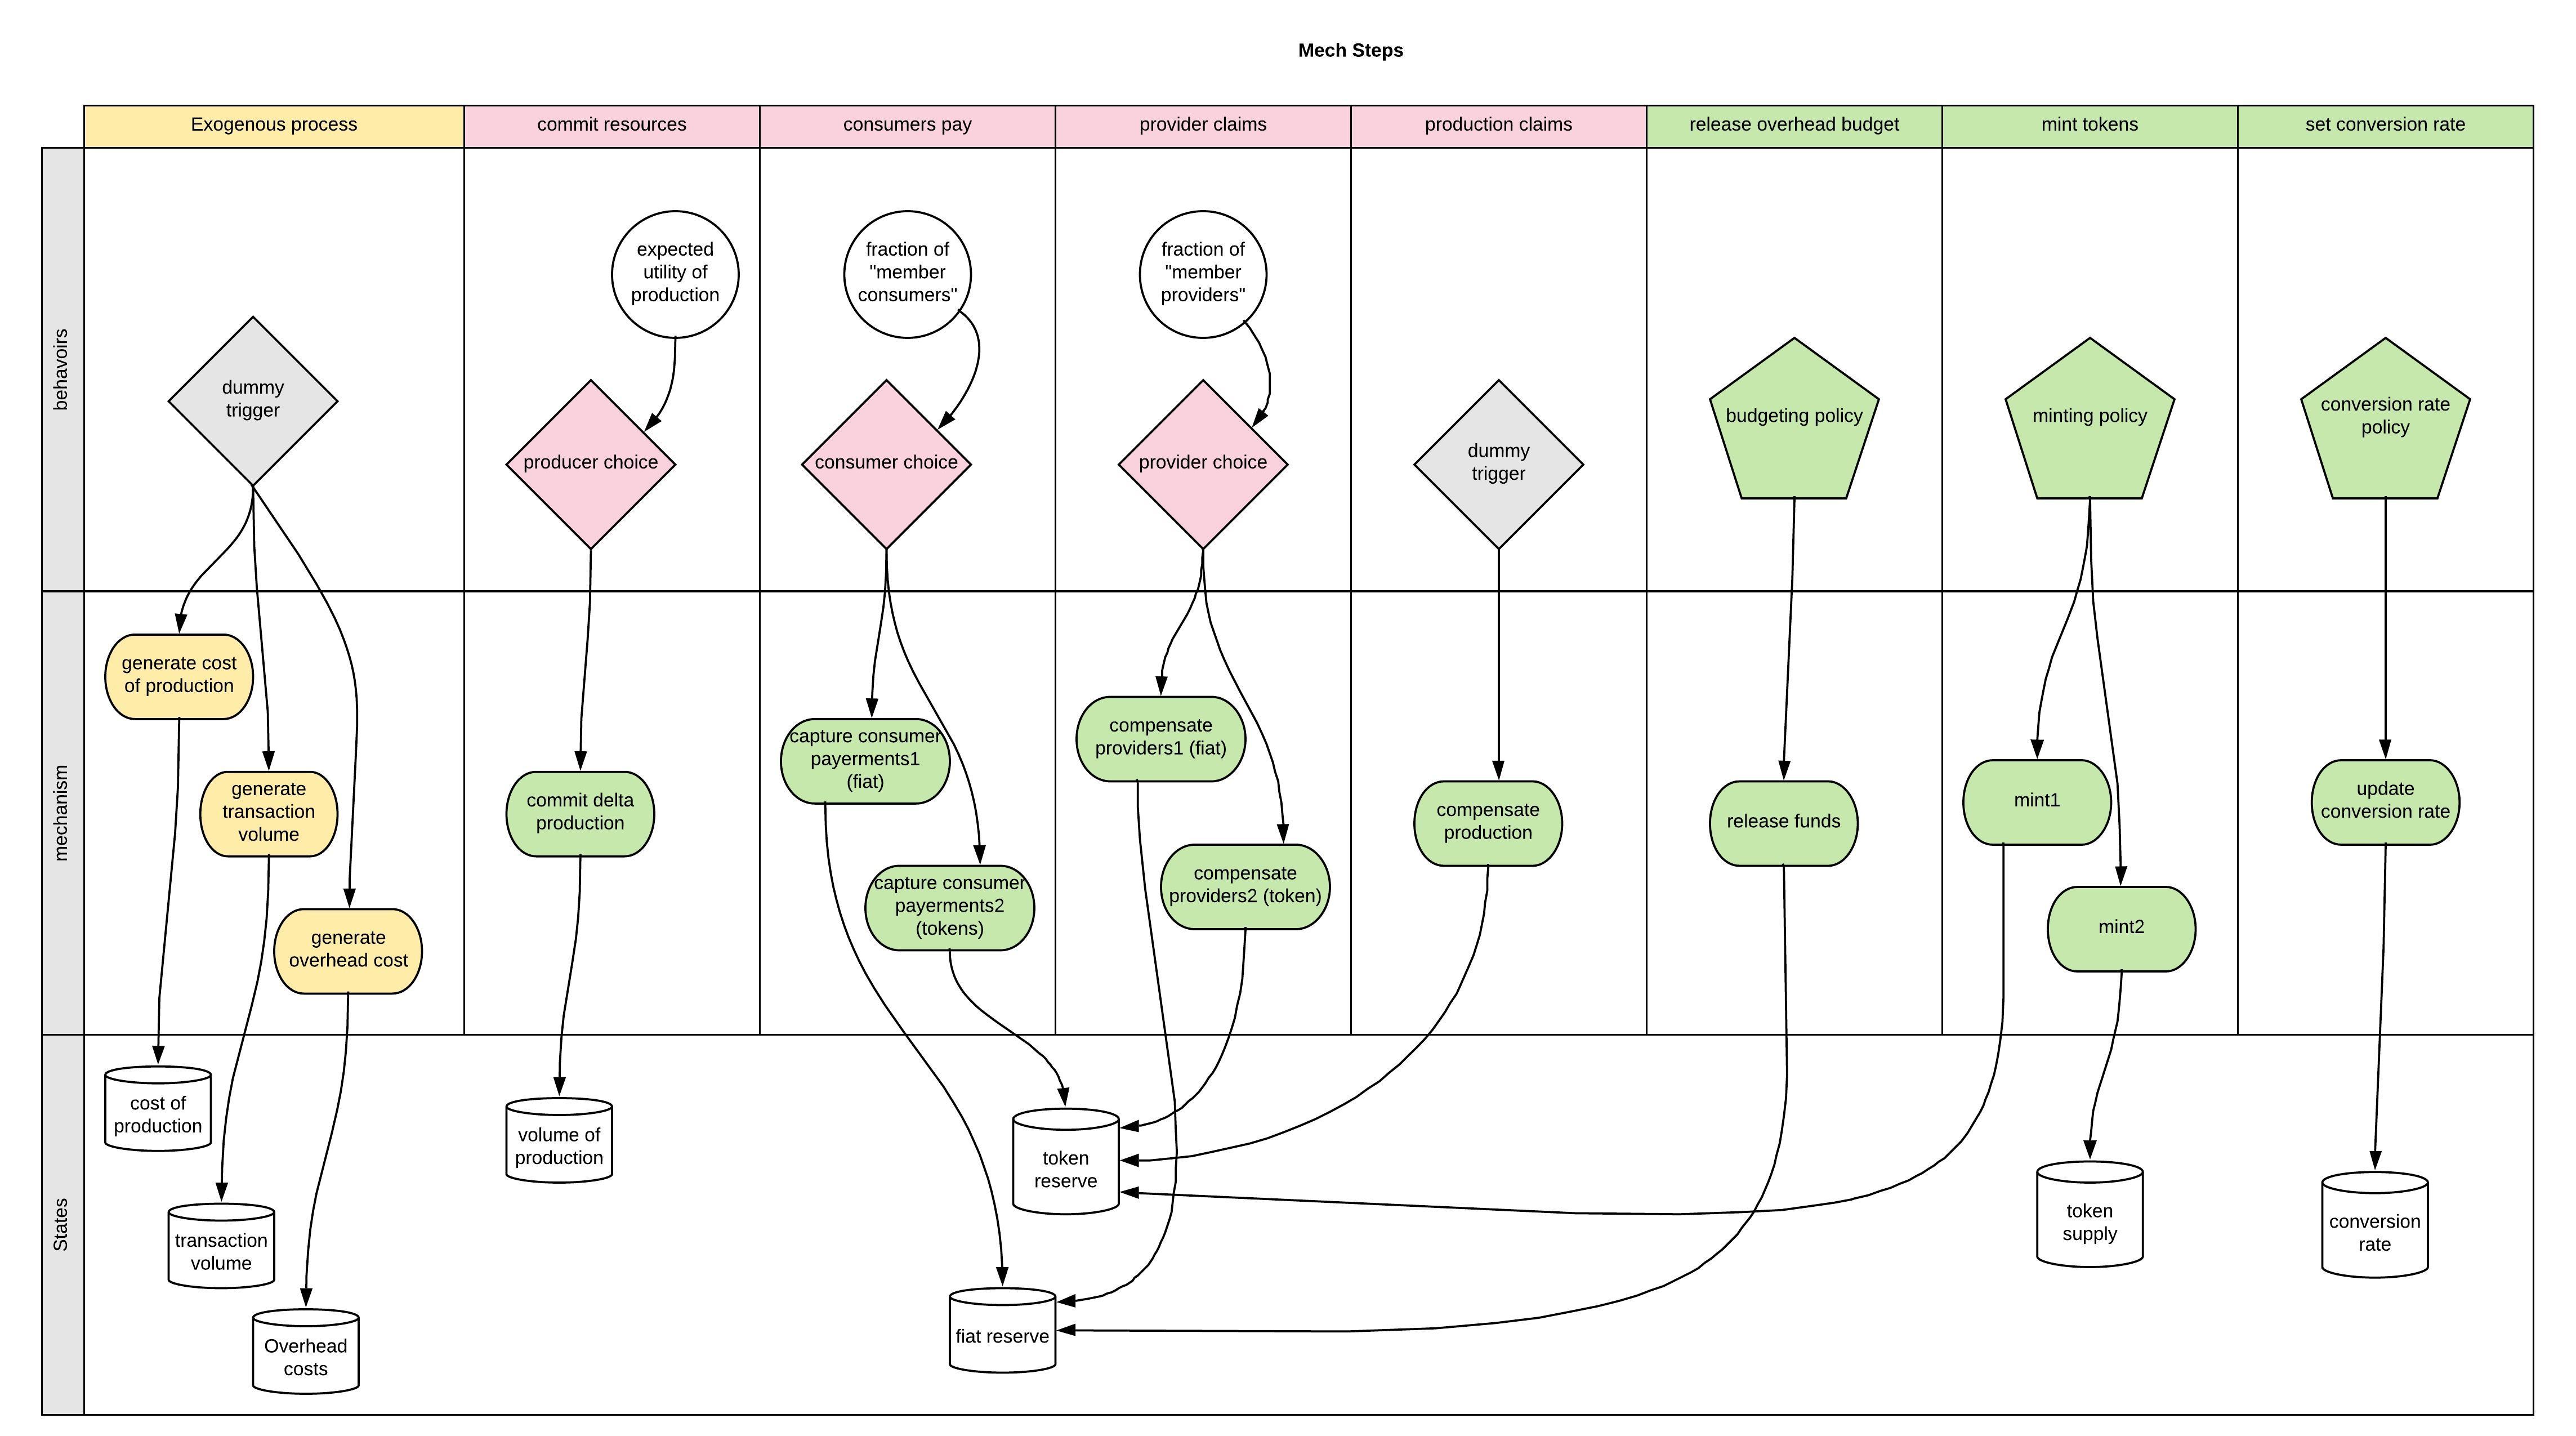 Mech Steps
Exogenous process
commit resources
consumers pay
provider claims
production claims
release overhead budget
mint tokens
set conversion rate
behavoirs
expected
utility of
production
fraction of
"member
consumers"
fraction of
"member
providers"
dummy
trigger
producer choice
consumer choice
provider choice
dummy
trigger
budgeting policy
minting policy
conversion rate
policy
mechanism
generate cost
of production
generate
transaction
volume
generate
overhead cost
commit delta
production
capture consumer
payerments1
(fiat)
capture consumer
payerments2
(tokens)
compensate
providers1 (fiat)
compensate
providers2 (token)
compensate
production
release funds
mint1
mint2
update
conversion rate
States
cost of
production
transaction
volume
Overhead
costs
volume of
production
token
reserve
fiat reserve
token
supply
conversion
rate